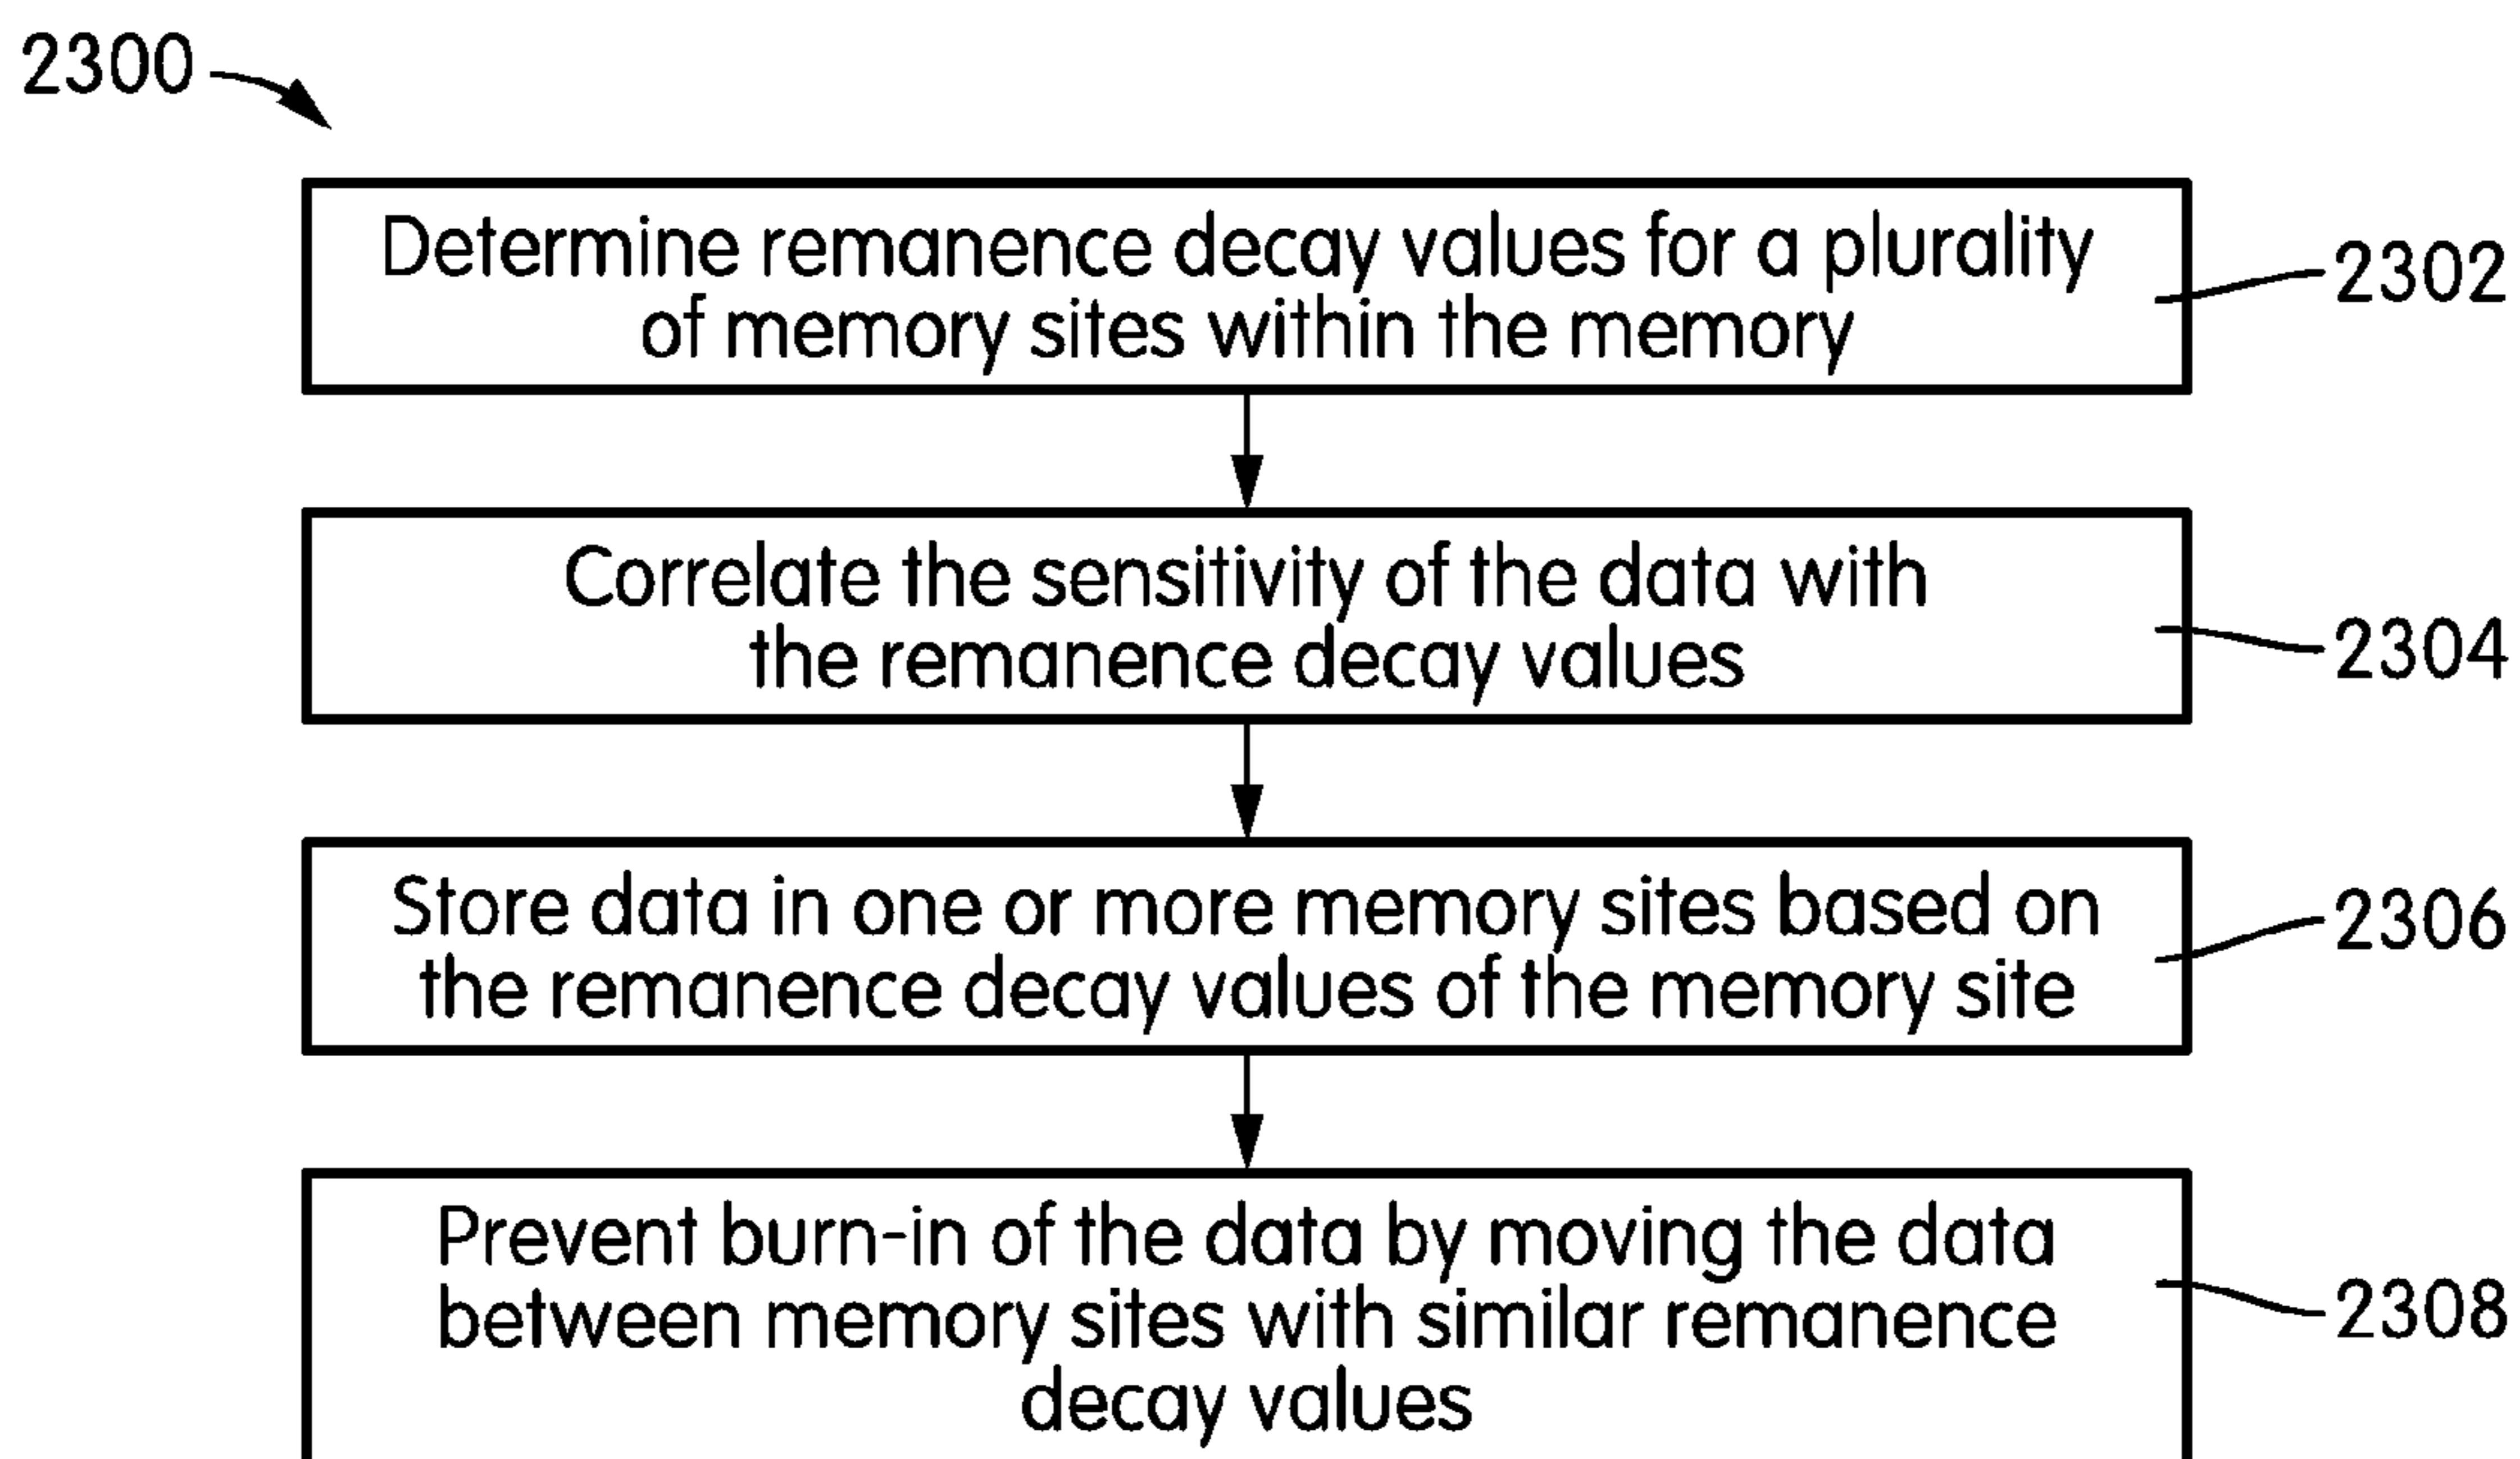 2300
Determine remanence decay values for a plurality
of memory sites within the memory
2302
Correlate the sensitivity of the data with
the remanence decay values
2304
Store data in one or more memory sites based on
the remanence decay values of the memory site
2306
Prevent burn-in of the data by moving the data
between memory sites with similar remanence
decay values
2308